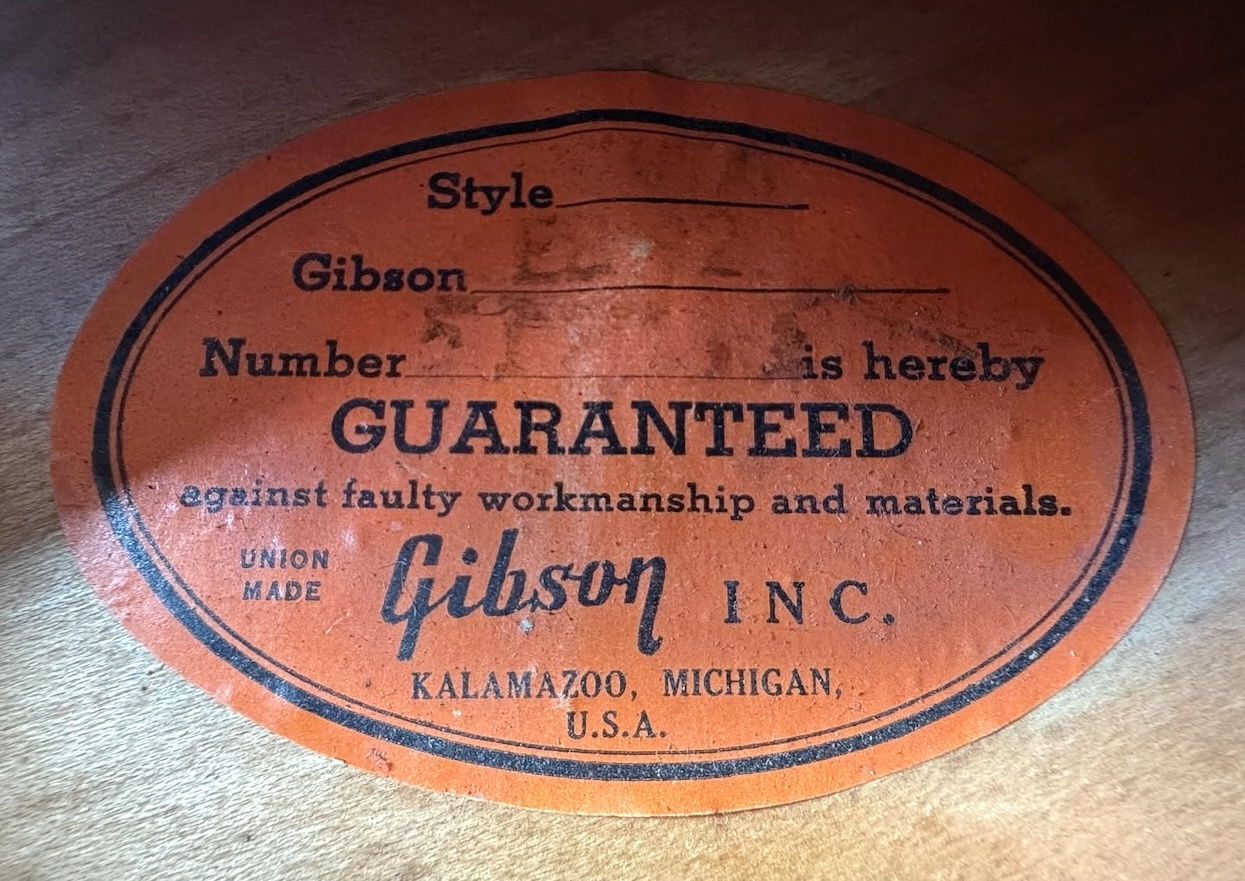 Style
Gibson
Number is hereby
GUARANTEED
against faulty workmanship and materials.
UNION MADE Gibson INC.
KALAMAZOO, MICHIGAN,
U.S.A.